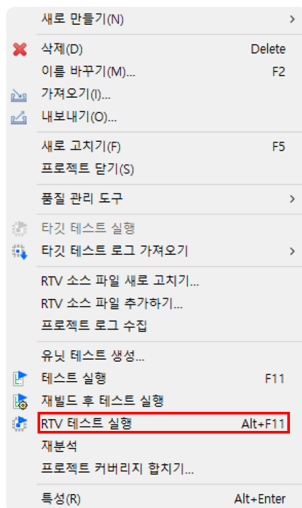 새로 만들기(N)
삭제(D) Delete
이름 바꾸기(M)... F2
가져오기(I)...
내보내기(O)...
새로 고치기(F) F5
프로젝트 닫기(S)
품질 관리 도구
타깃 테스트 실행
타깃 테스트 로그 가져오기
RTV 소스 파일 새로 고치기...
RTV 소스 파일 추가하기...
프로젝트 로그 수집
유닛 테스트 생성...
테스트 실행 F11
재빌드 후 테스트 실행
RTV 테스트 실행 Alt+F11
재분석
프로젝트 커버리지 합치기...
특성(R) Alt+Enter